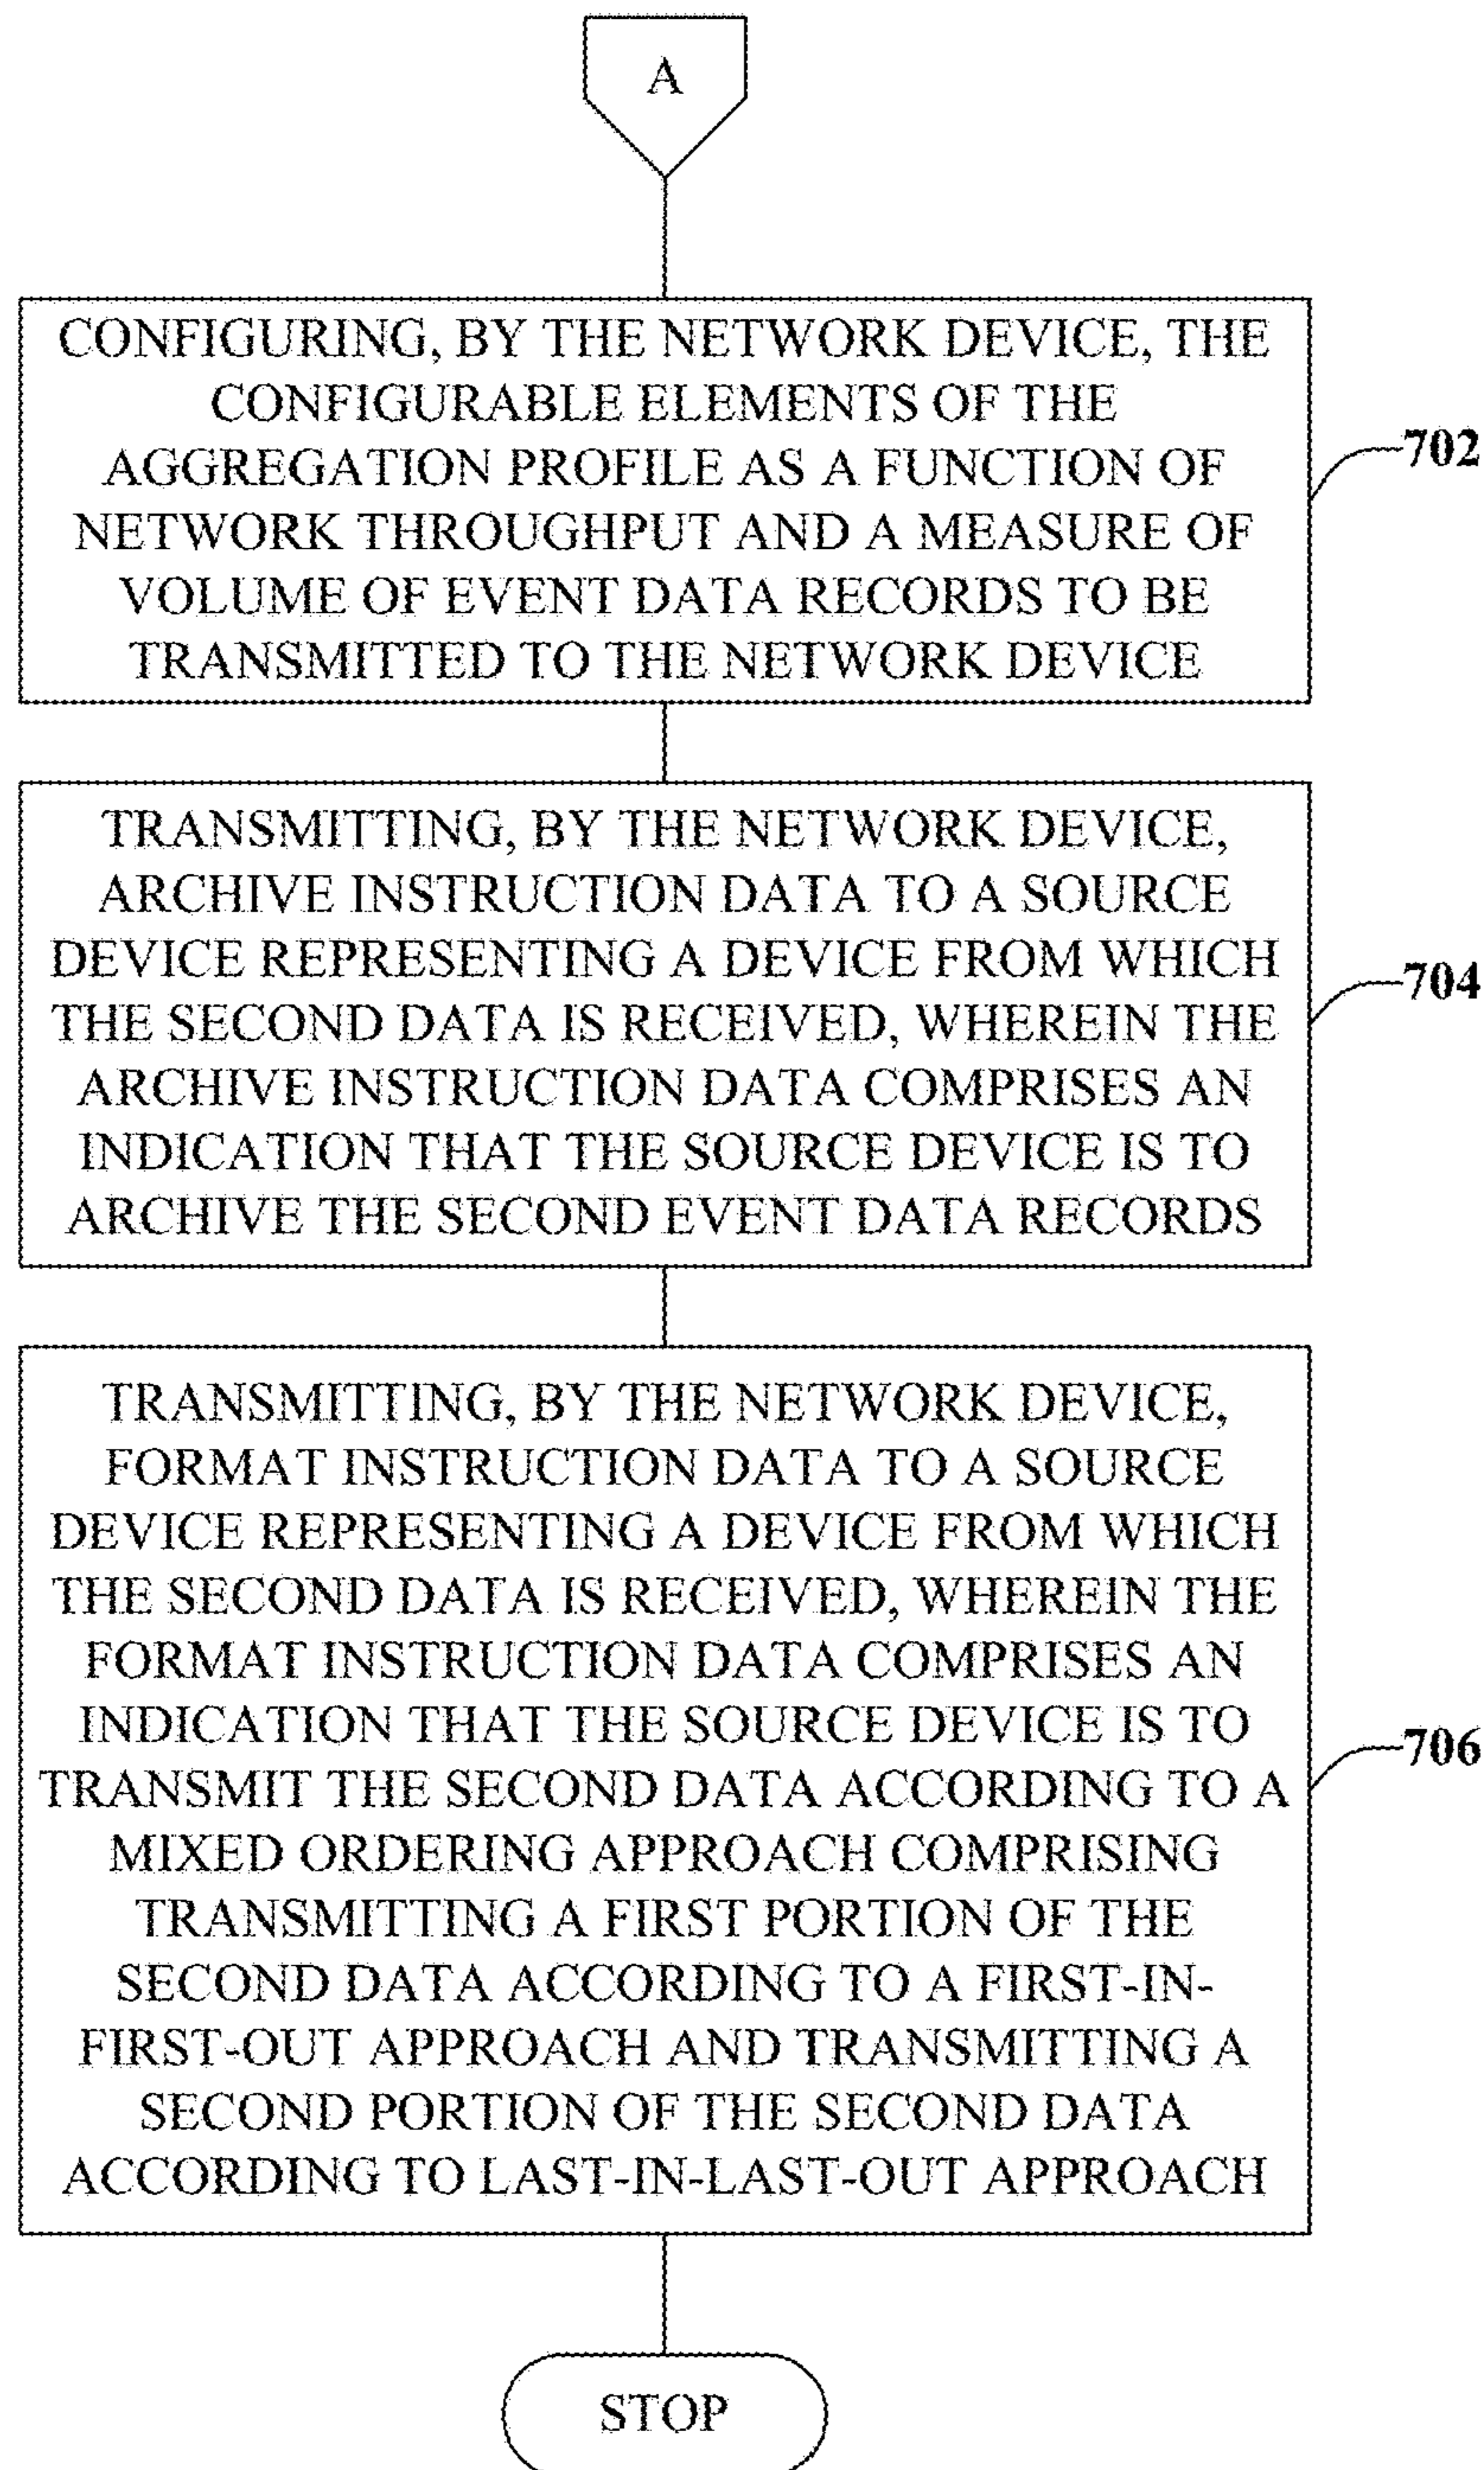 A
CONFIGURING, BY THE NETWORK DEVICE, THE
CONFIGURABLE ELEMENTS OF THE
AGGREGATION PROFILE AS A FUNCTION OF
NETWORK THROUGHPUT AND A MEASURE OF
VOLUME OF EVENT DATA RECORDS TO BE
TRANSMITTED TO THE NETWORK DEVICE
702
TRANSMITTING, BY THE NETWORK DEVICE,
ARCHIVE INSTRUCTION DATA TO A SOURCE
DEVICE REPRESENTING A DEVICE FROM WHICH
THE SECOND DATA IS RECEIVED, WHEREIN THE
ARCHIVE INSTRUCTION DATA COMPRISES AN
INDICATION THAT THE SOURCE DEVICE IS TO
ARCHIVE THE SECOND EVENT DATA RECORDS
704
TRANSMITTING, BY THE NETWORK DEVICE,
FORMAT INSTRUCTION DATA TO A SOURCE
DEVICE REPRESENTING A DEVICE FROM WHICH
THE SECOND DATA IS RECEIVED, WHEREIN THE
FORMAT INSTRUCTION DATA COMPRISES AN
INDICATION THAT THE SOURCE DEVICE IS TO
TRANSMIT THE SECOND DATA ACCORDING TO A
MIXED ORDERING APPROACH COMPRISING
TRANSMITTING A FIRST PORTION OF THE
SECOND DATA ACCORDING TO A FIRST-IN-
FIRST-OUT APPROACH AND TRANSMITTING A
SECOND PORTION OF THE SECOND DATA
ACCORDING TO LAST-IN-LAST-OUT APPROACH
706
STOP